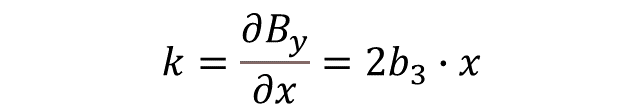 k = ∂B_y/∂x = 2b_3 · x